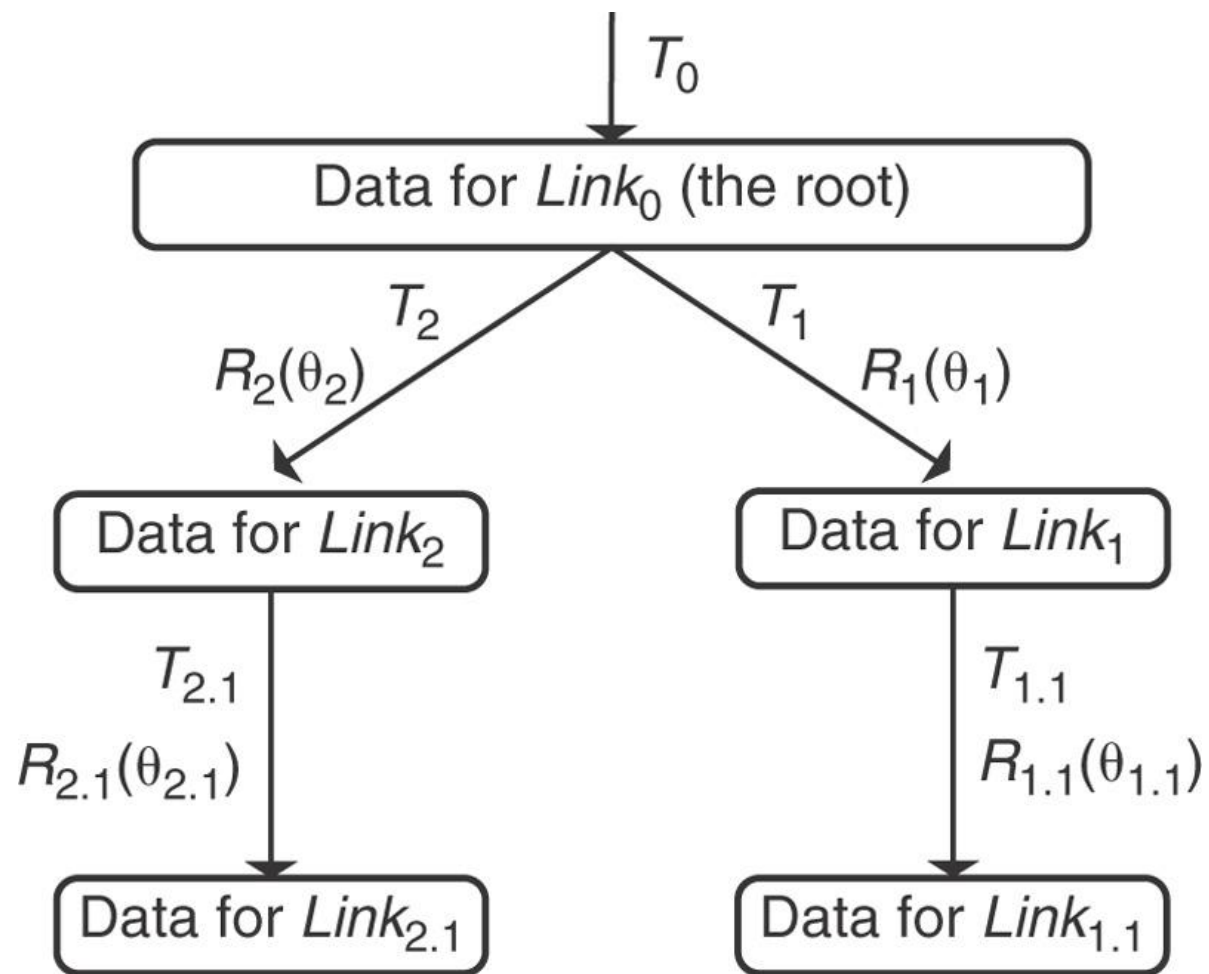 T₀
Data for Link₀ (the root)
T₂
T₁
R₂(θ₂)
R₁(θ₁)
Data for Link₂
Data for Link₁
T₂.₁
T₁.₁
R₂.₁(θ₂.₁)
R₁.₁(θ₁.₁)
Data for Link₂.₁
Data for Link₁.₁